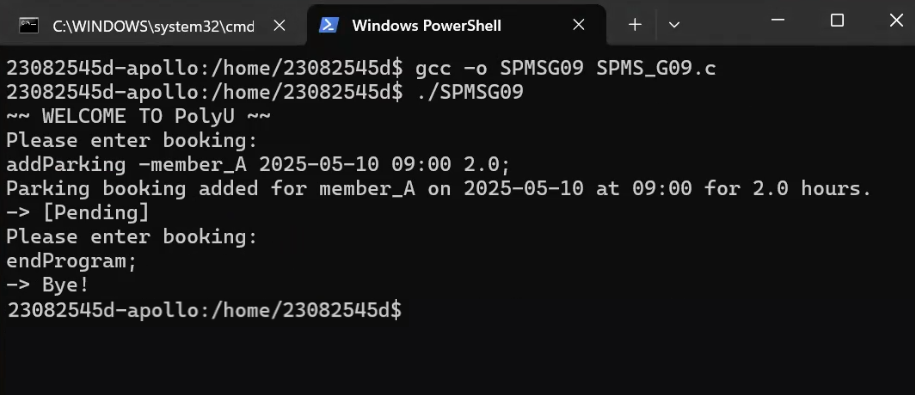 C:\WINDOWS\system32\cmd
Windows PowerShell
23082545d-apollo:/home/23082545d$ gcc -o SPMSG09 SPMS_G09.c
23082545d-apollo:/home/23082545d$ ./SPMSG09
~~ WELCOME TO PolyU ~~
Please enter booking:
addParking -member_A 2025-05-10 09:00 2.0;
Parking booking added for member_A on 2025-05-10 at 09:00 for 2.0 hours.
-> [Pending]
Please enter booking:
endProgram;
-> Bye!
23082545d-apollo:/home/23082545d$